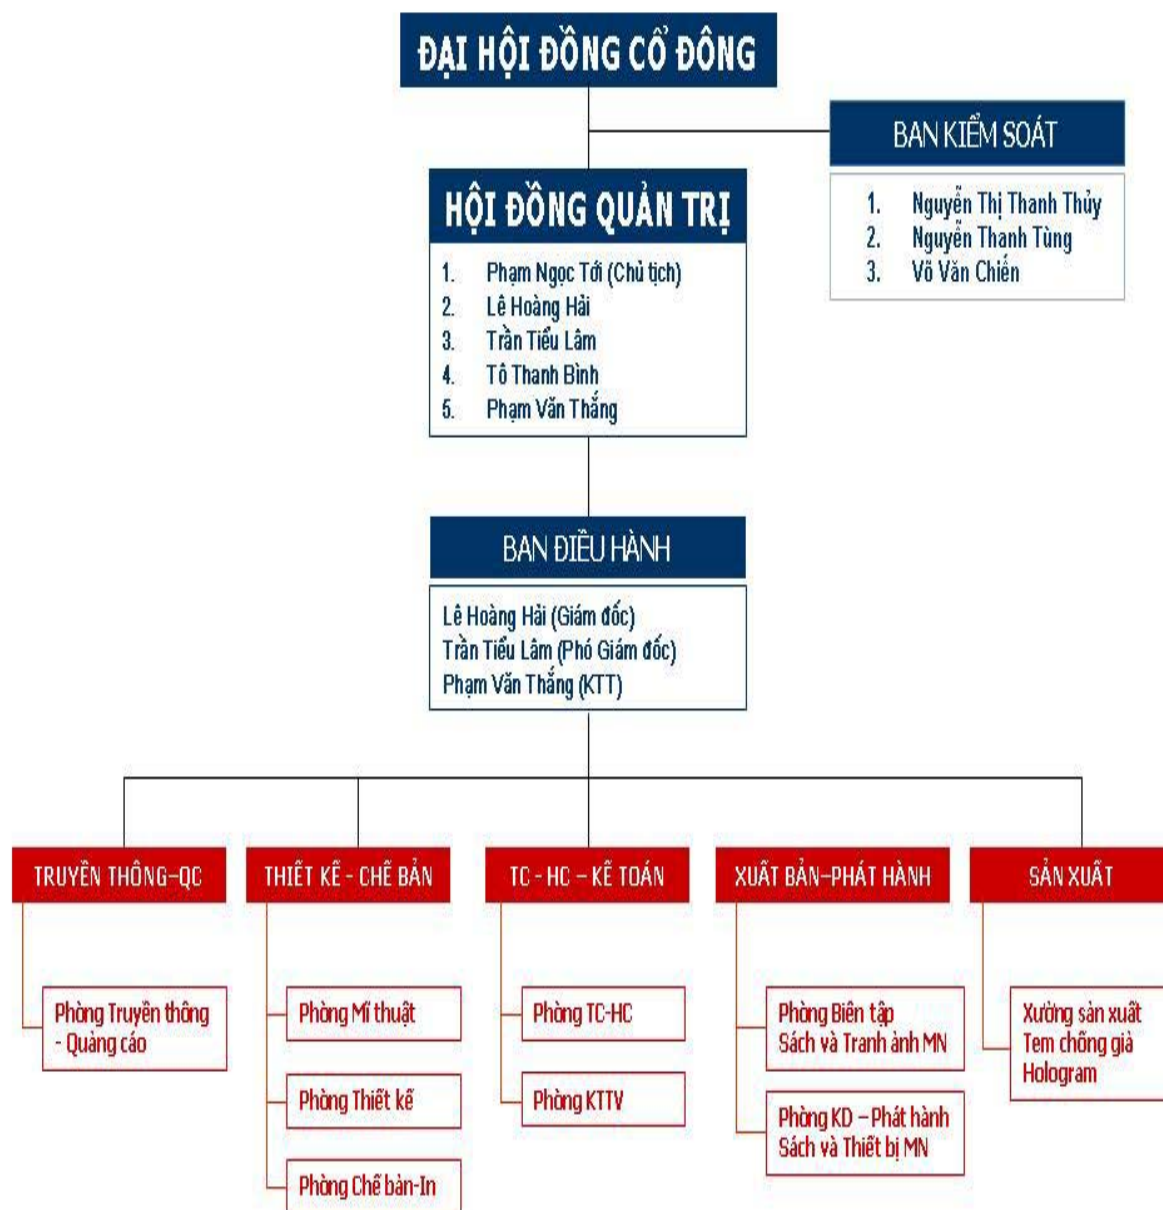 ĐẠI HỘI ĐỒNG CỔ ĐÔNG
BAN KIỂM SOÁT
1. Nguyễn Thị Thanh Thủy
2. Nguyễn Thanh Tùng
3. Võ Văn Chiến
HỘI ĐỒNG QUẢN TRỊ
1. Phạm Ngọc Tới (Chủ tịch)
2. Lê Hoàng Hải
3. Trần Tiểu Lâm
4. Tô Thanh Bình
5. Phạm Văn Thắng
BAN ĐIỀU HÀNH
Lê Hoàng Hải (Giám đốc)
Trần Tiểu Lâm (Phó Giám đốc)
Phạm Văn Thắng (KTT)
TRUYỀN THÔNG–QC
Phòng Truyền thông
- Quảng cáo
THIẾT KẾ - CHẾ BẢN
Phòng Mĩ thuật
Phòng Thiết kế
Phòng Chế bản-In
TC - HC – KẾ TOÁN
Phòng TC-HC
Phòng KTTV
XUẤT BẢN–PHÁT HÀNH
Phòng Biên tập
Sách và Tranh ảnh MN
Phòng KD – Phát hành
Sách và Thiết bị MN
SẢN XUẤT
Xưởng sản xuất
Tem chống giả
Hologram